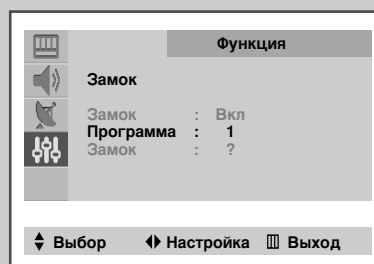 Функция
Замок
Замок : Вкл
Программа : 1
Замок : ?
Выбор Настройка Выход